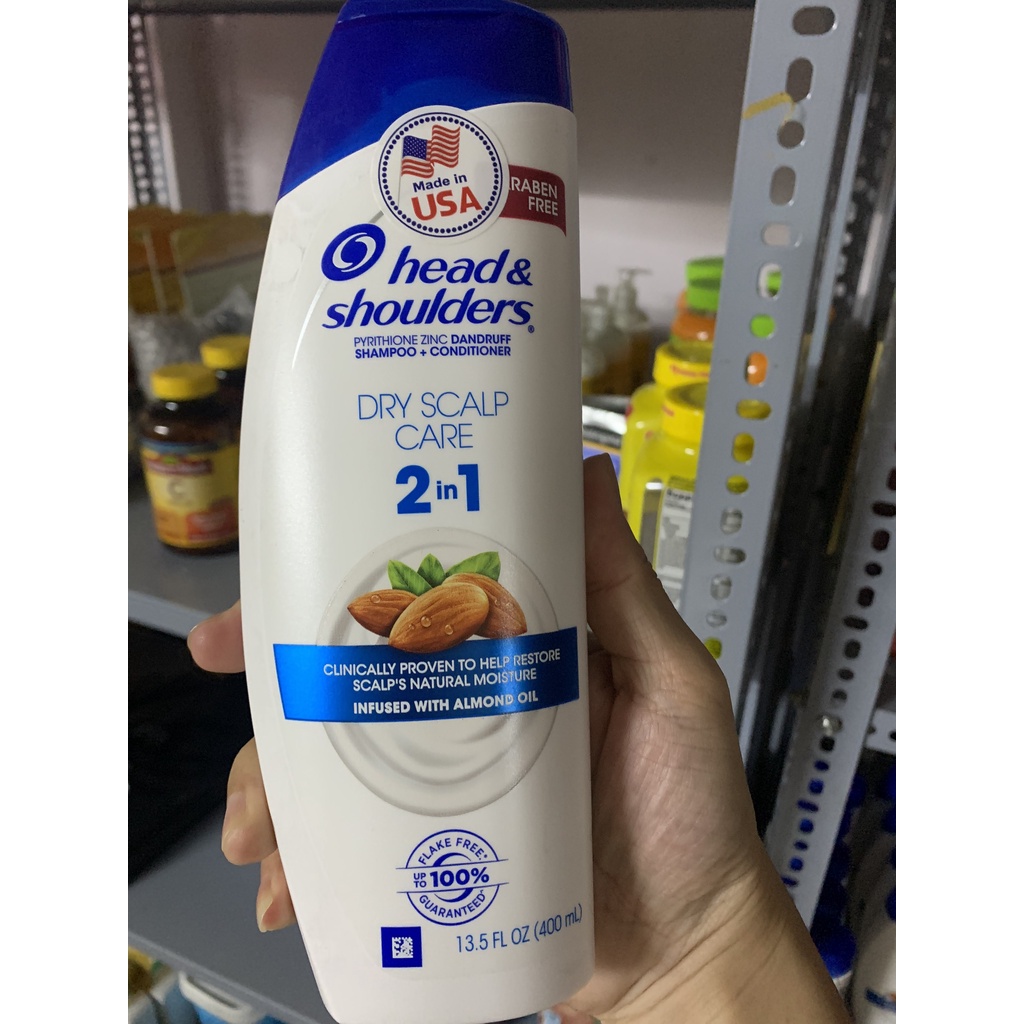 Made in
USA
RABEN
FREE
head &
shoulders®
PYRITHIONE ZINC DANDRUFF
SHAMPOO + CONDITIONER
DRY SCALP
CARE
2 in 1
CLINICALLY PROVEN TO HELP RESTORE
SCALP'S NATURAL MOISTURE
INFUSED WITH ALMOND OIL
FLAKE FREE*
UP TO 100%
GUARANTEED^
13.5 FL OZ (400 mL)